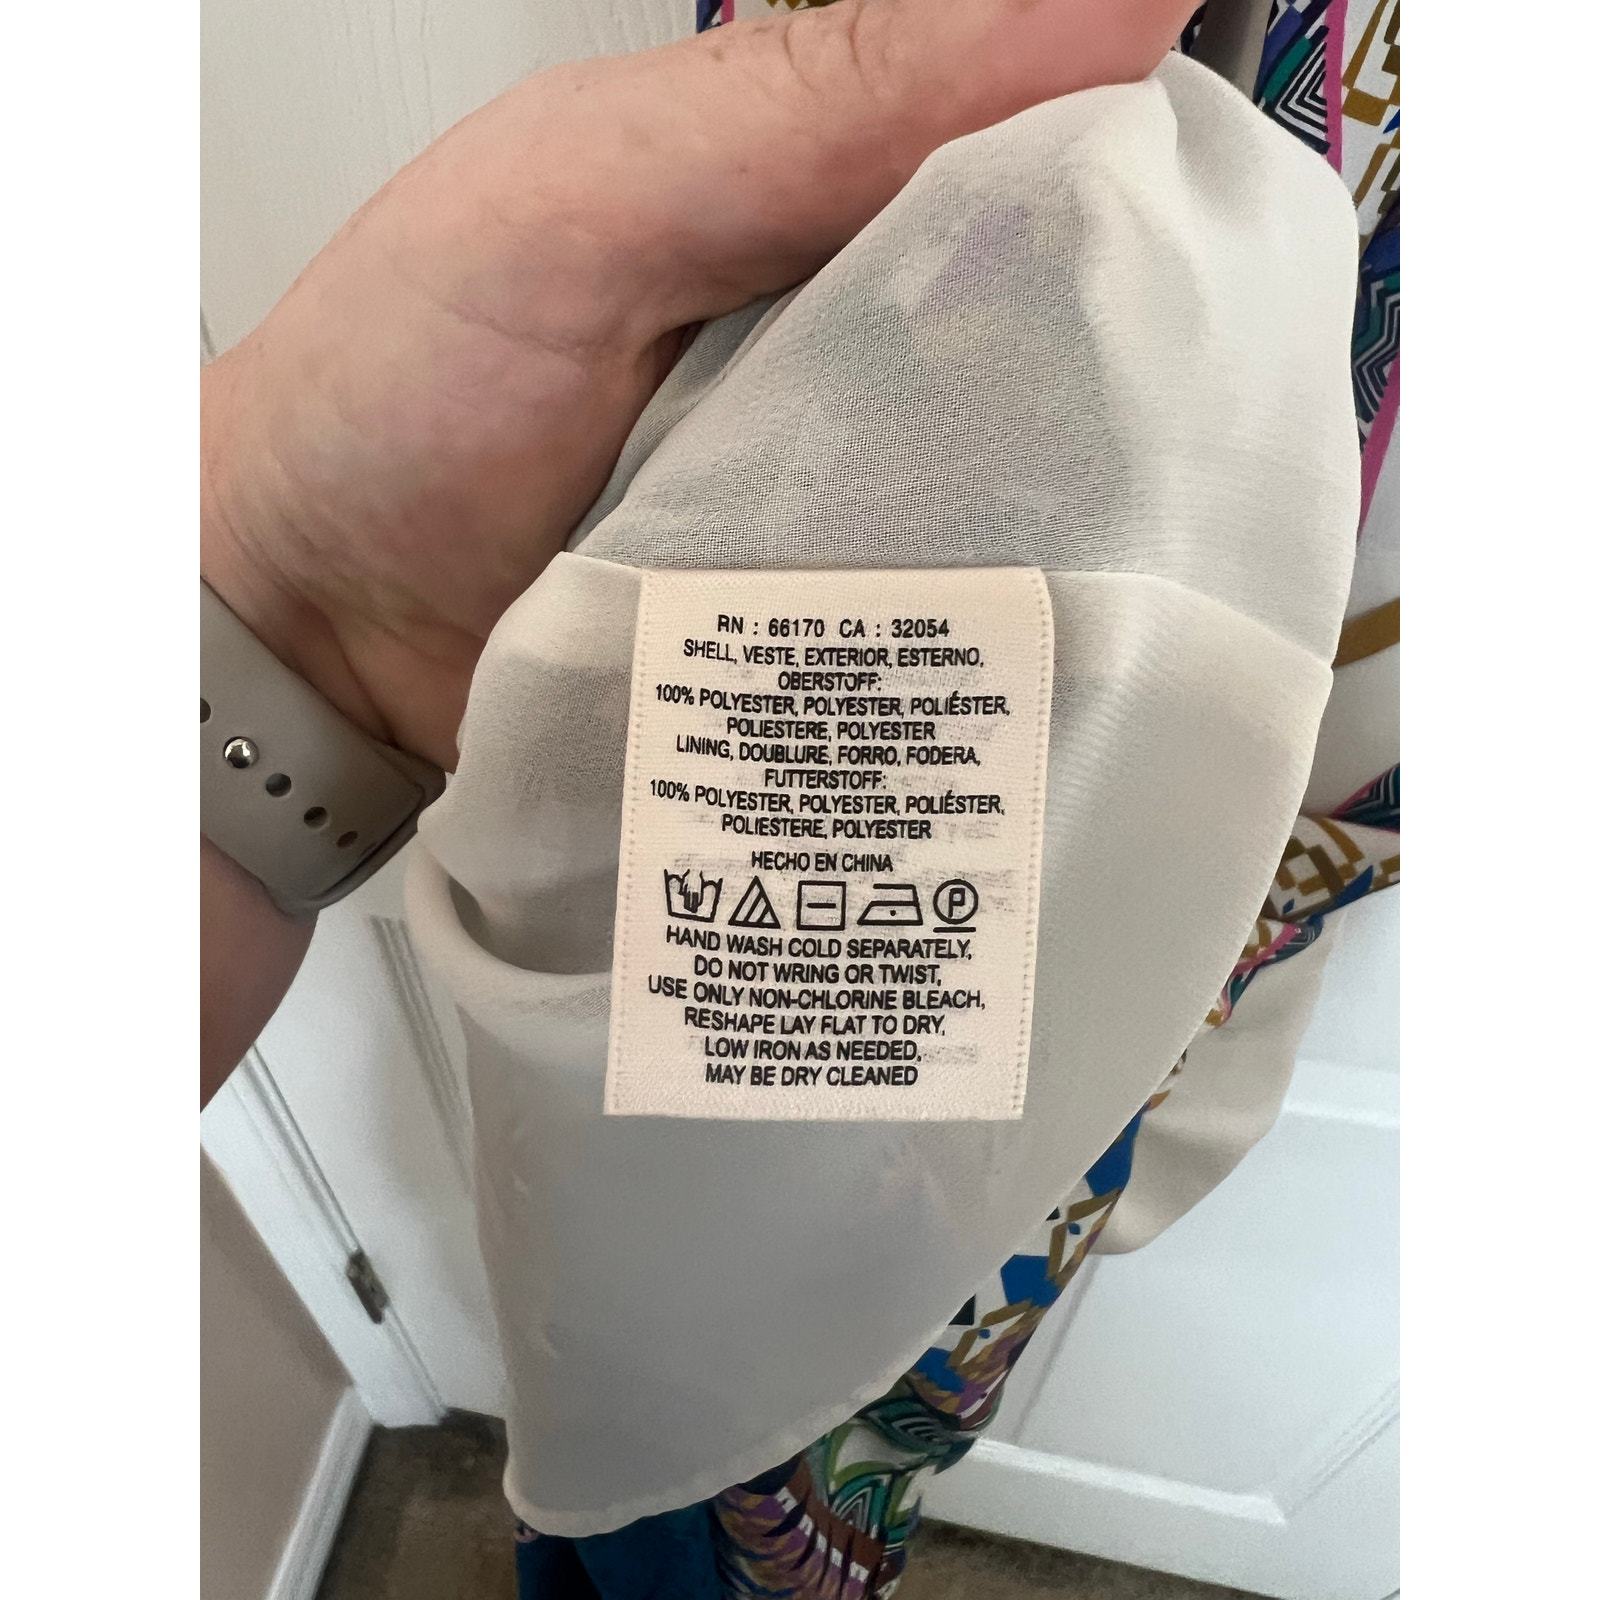 RN : 66170 CA : 32054
SHELL, VESTE, EXTERIOR, ESTERNO,
OBERSTOFF:
100% POLYESTER, POLYESTER, POLIÉSTER,
POLIESTERE, POLYESTER
LINING, DOUBLURE, FORRO, FODERA,
FUTTERSTOFF:
100% POLYESTER, POLYESTER, POLIÉSTER,
POLIESTERE, POLYESTER
HECHO EN CHINA
P
HAND WASH COLD SEPARATELY,
DO NOT WRING OR TWIST,
USE ONLY NON-CHLORINE BLEACH,
RESHAPE LAY FLAT TO DRY,
LOW IRON AS NEEDED,
MAY BE DRY CLEANED